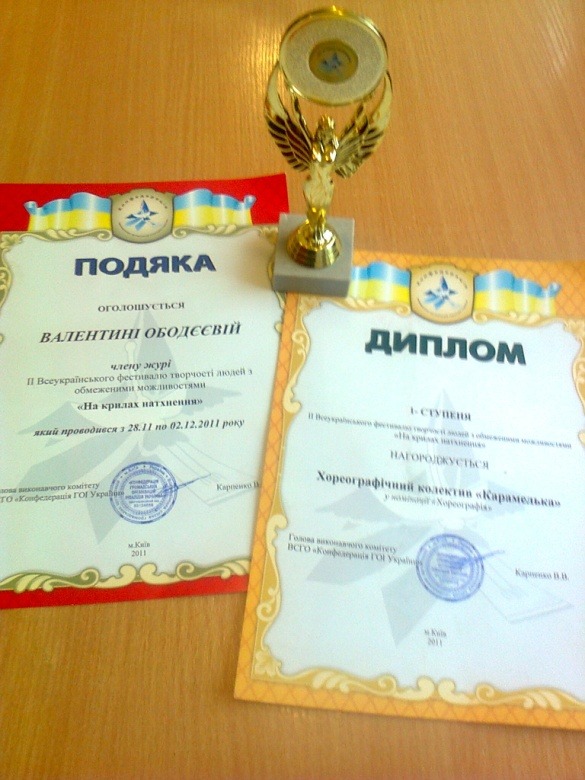 ПОДЯКА
ОГОЛОШУЄТЬСЯ
ВАЛЕНТИНІ ОБОДЄЄВІЙ
члену журі
ІІ Всеукраїнського фестивалю творчості людей з
обмеженими можливостями
«На крилах натхнення»
який проводився з 28.11 по 02.12.2011 року
Голова виконавчого комітету
ВСГО «Конфедерація ГОІ України»
Карпенко В.
м.Київ
2011
ДИПЛОМ
І- СТУПЕНЯ
ІІ Всеукраїнського фестивалю творчості людей з обмеженими можливостями
«На крилах натхнення»
НАГОРОДЖУЄТЬСЯ
Хореографічний колектив «Карамелька»
у номінації «Хореографія»
Голова виконавчого комітету
ВСГО «Конфедерація ГОІ України»
Карпенко В.В.
м.Київ
2011